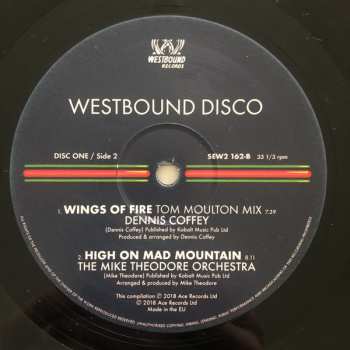 WESTBOUND
RECORDS
WESTBOUND DISCO
DISC ONE / Side 2
SEW2 162-B 33 1/3 rpm
1. WINGS OF FIRE TOM MOULTON MIX 7:39
DENNIS COFFEY
(Dennis Coffey) Published by Kobalt Music Pub Ltd
Produced & arranged by Dennis Coffey
2. HIGH ON MAD MOUNTAIN 8:11
THE MIKE THEODORE ORCHESTRA
(Mike Theodore) Published by Kobalt Music Pub Ltd
Arranged & produced by Mike Theodore
This compilation ℗ 2018 Ace Records Ltd
© 2018 Ace Records Ltd
Made in the EU